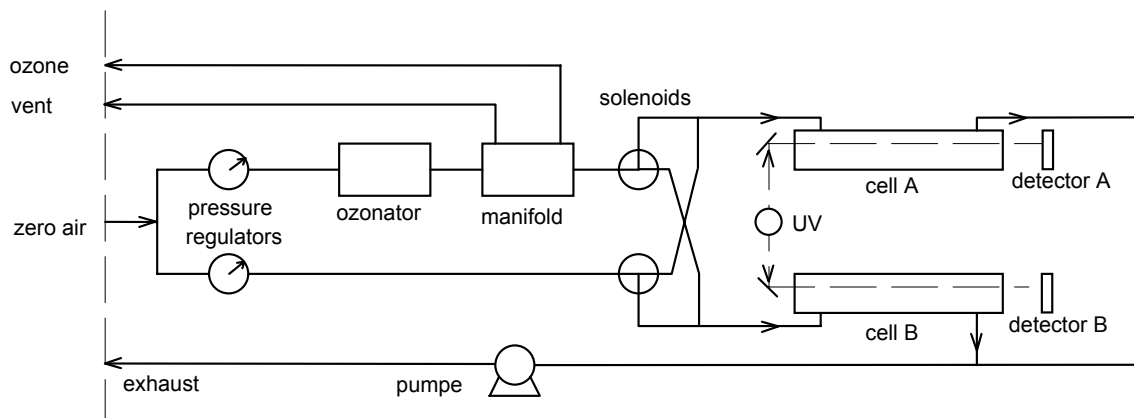 ozone
vent
solenoids
cell A
detector A
pressure
regulators
ozonator
manifold
zero air
UV
cell B
detector B
exhaust
pumpe